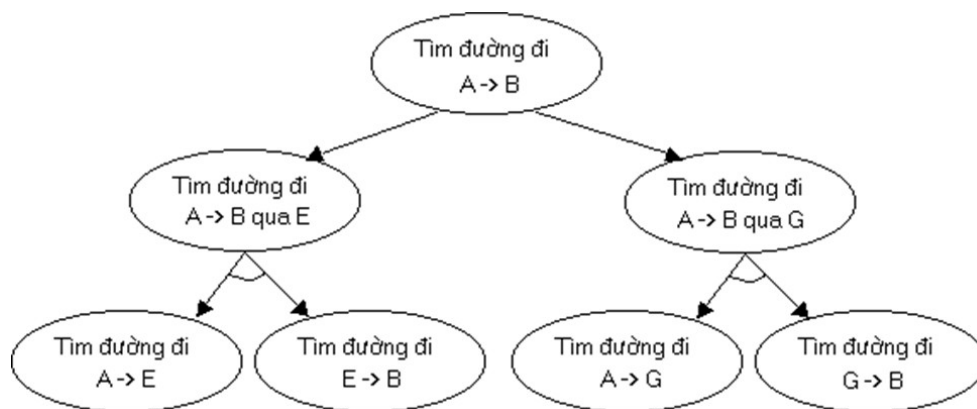 Tìm đường đi
A -> B
Tìm đường đi
A -> B qua E
Tìm đường đi
A -> B qua G
Tìm đường đi
A -> E
Tìm đường đi
E -> B
Tìm đường đi
A -> G
Tìm đường đi
G -> B